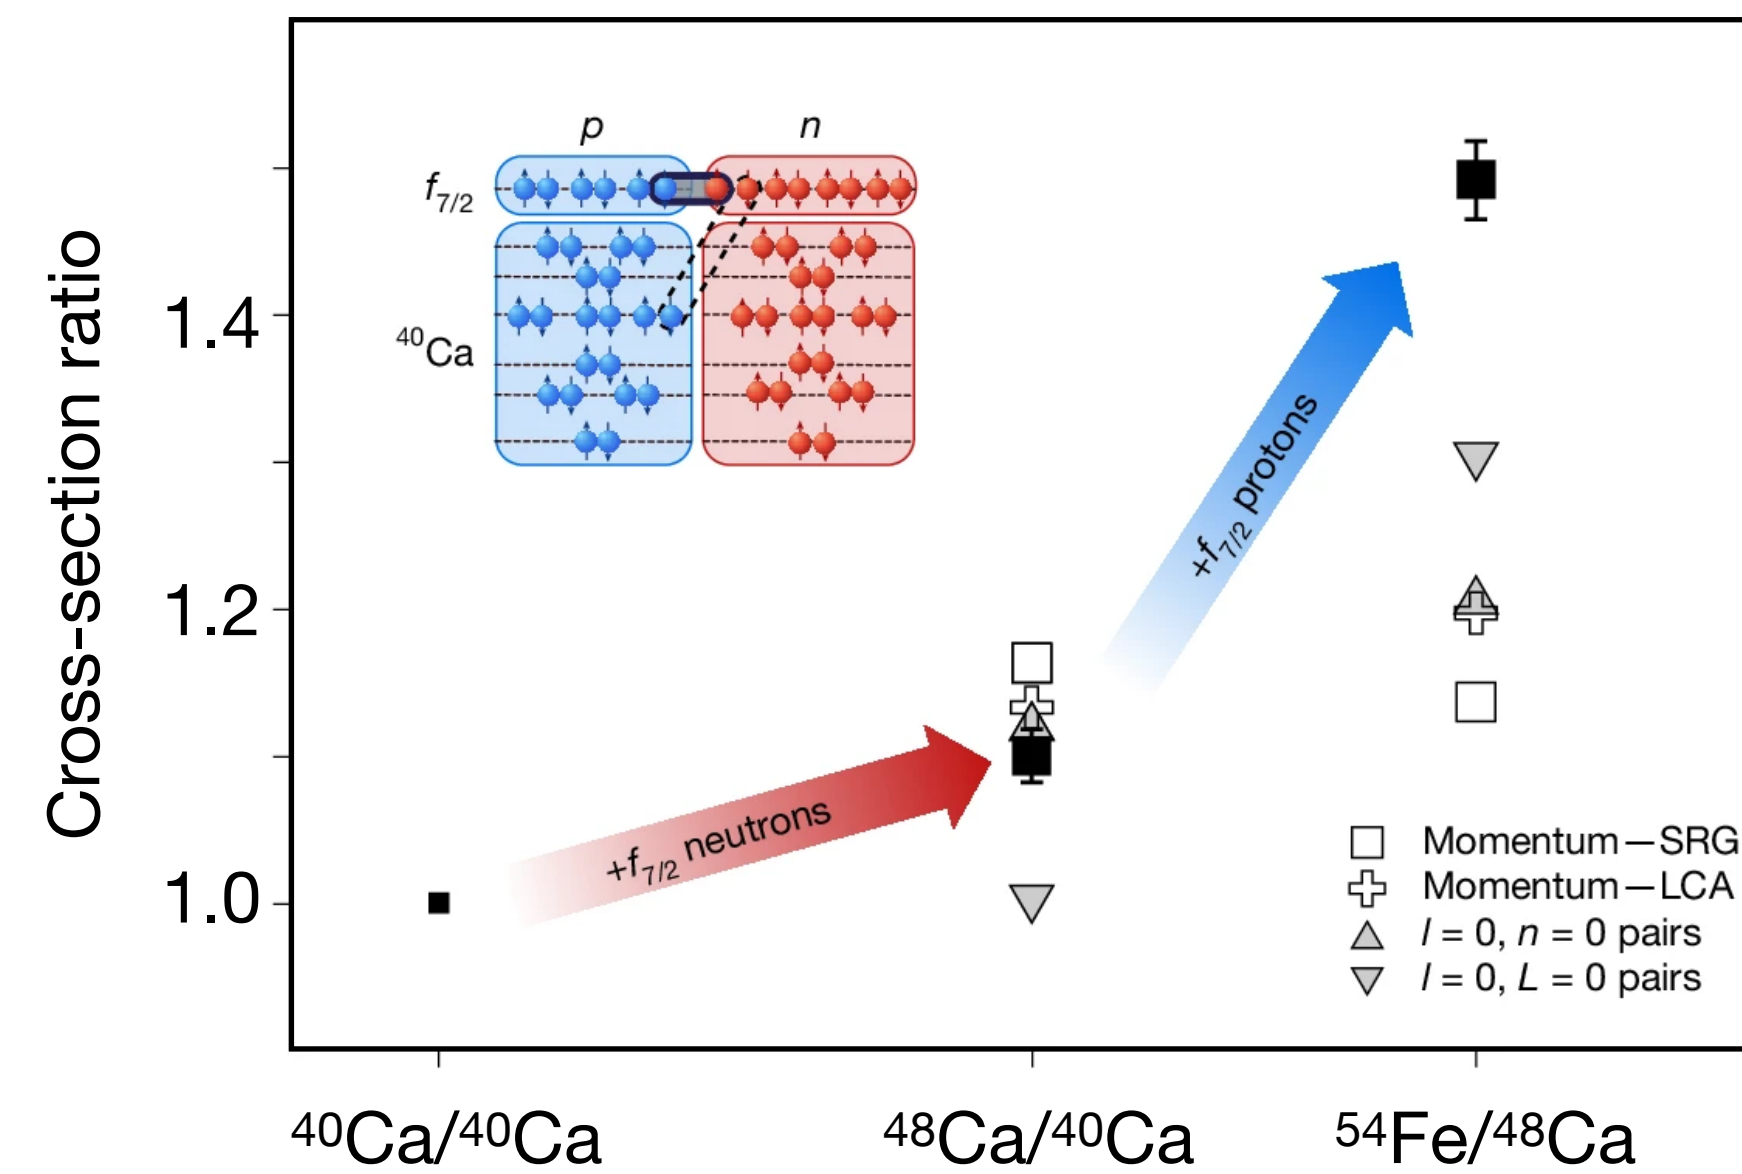 p n
f7/2
40Ca
Cross-section ratio
1.4
1.2
1.0
+f7/2 neutrons
+f7/2 protons
Momentum—SRG
Momentum—LCA
l = 0, n = 0 pairs
l = 0, L = 0 pairs
40Ca/40Ca 48Ca/40Ca 54Fe/48Ca